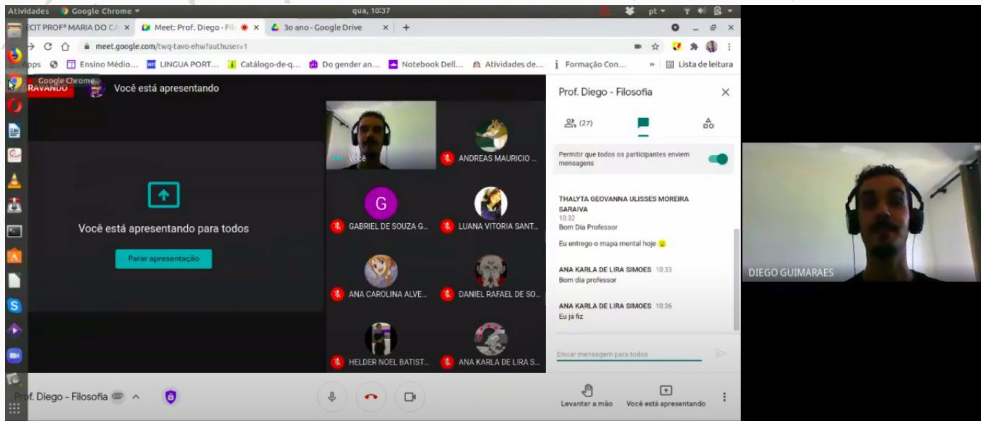 Atividades Google Chrome qua, 10:37 pt
ECIT PROFª MARIA DO C Meet: Prof. Diego - Fil 3o ano - Google Drive
meet.google.com/twq-tavo-ehw?authuser=1
pps Ensino Médio... LINGUA PORT... Catálogo-de-q... Do gender an... Notebook Dell... Atividades de... Formação Con... » Lista de leitura
Google Chrome
RAVANDO Você está apresentando
Você está apresentando para todos
Parar apresentação
Você
ANDREAS MAURICIO ...
G
GABRIEL DE SOUZA G...
LUANA VITORIA SANT...
ANA CAROLINA ALVE...
DANIEL RAFAEL DE SO...
HELDER NOEL BATIST...
ANA KARLA DE LIRA S...
Prof. Diego - Filosofia
(27)
Permitir que todos os participantes enviem
mensagens
THALYTA GEOVANNA ULISSES MOREIRA
SARAIVA
10:32
Bom Dia Professor
Eu entrego o mapa mental hoje
ANA KARLA DE LIRA SIMOES 10:33
Bom dia professor
ANA KARLA DE LIRA SIMOES 10:36
Eu já fiz
Enviar mensagem para todos
Prof. Diego - Filosofia
Levantar a mão Você está apresentando
DIEGO GUIMARAES